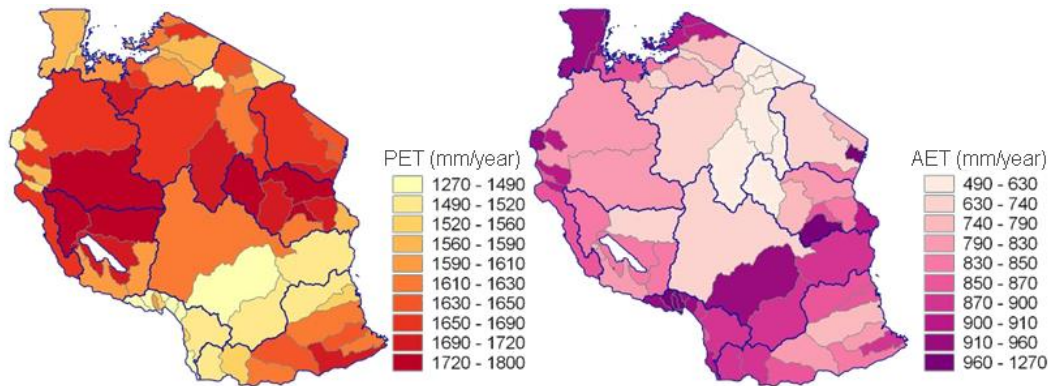 PET (mm/year)
1270 - 1490
1490 - 1520
1520 - 1560
1560 - 1590
1590 - 1610
1610 - 1630
1630 - 1650
1650 - 1690
1690 - 1720
1720 - 1800
AET (mm/year)
490 - 630
630 - 740
740 - 790
790 - 830
830 - 850
850 - 870
870 - 900
900 - 910
910 - 960
960 - 1270